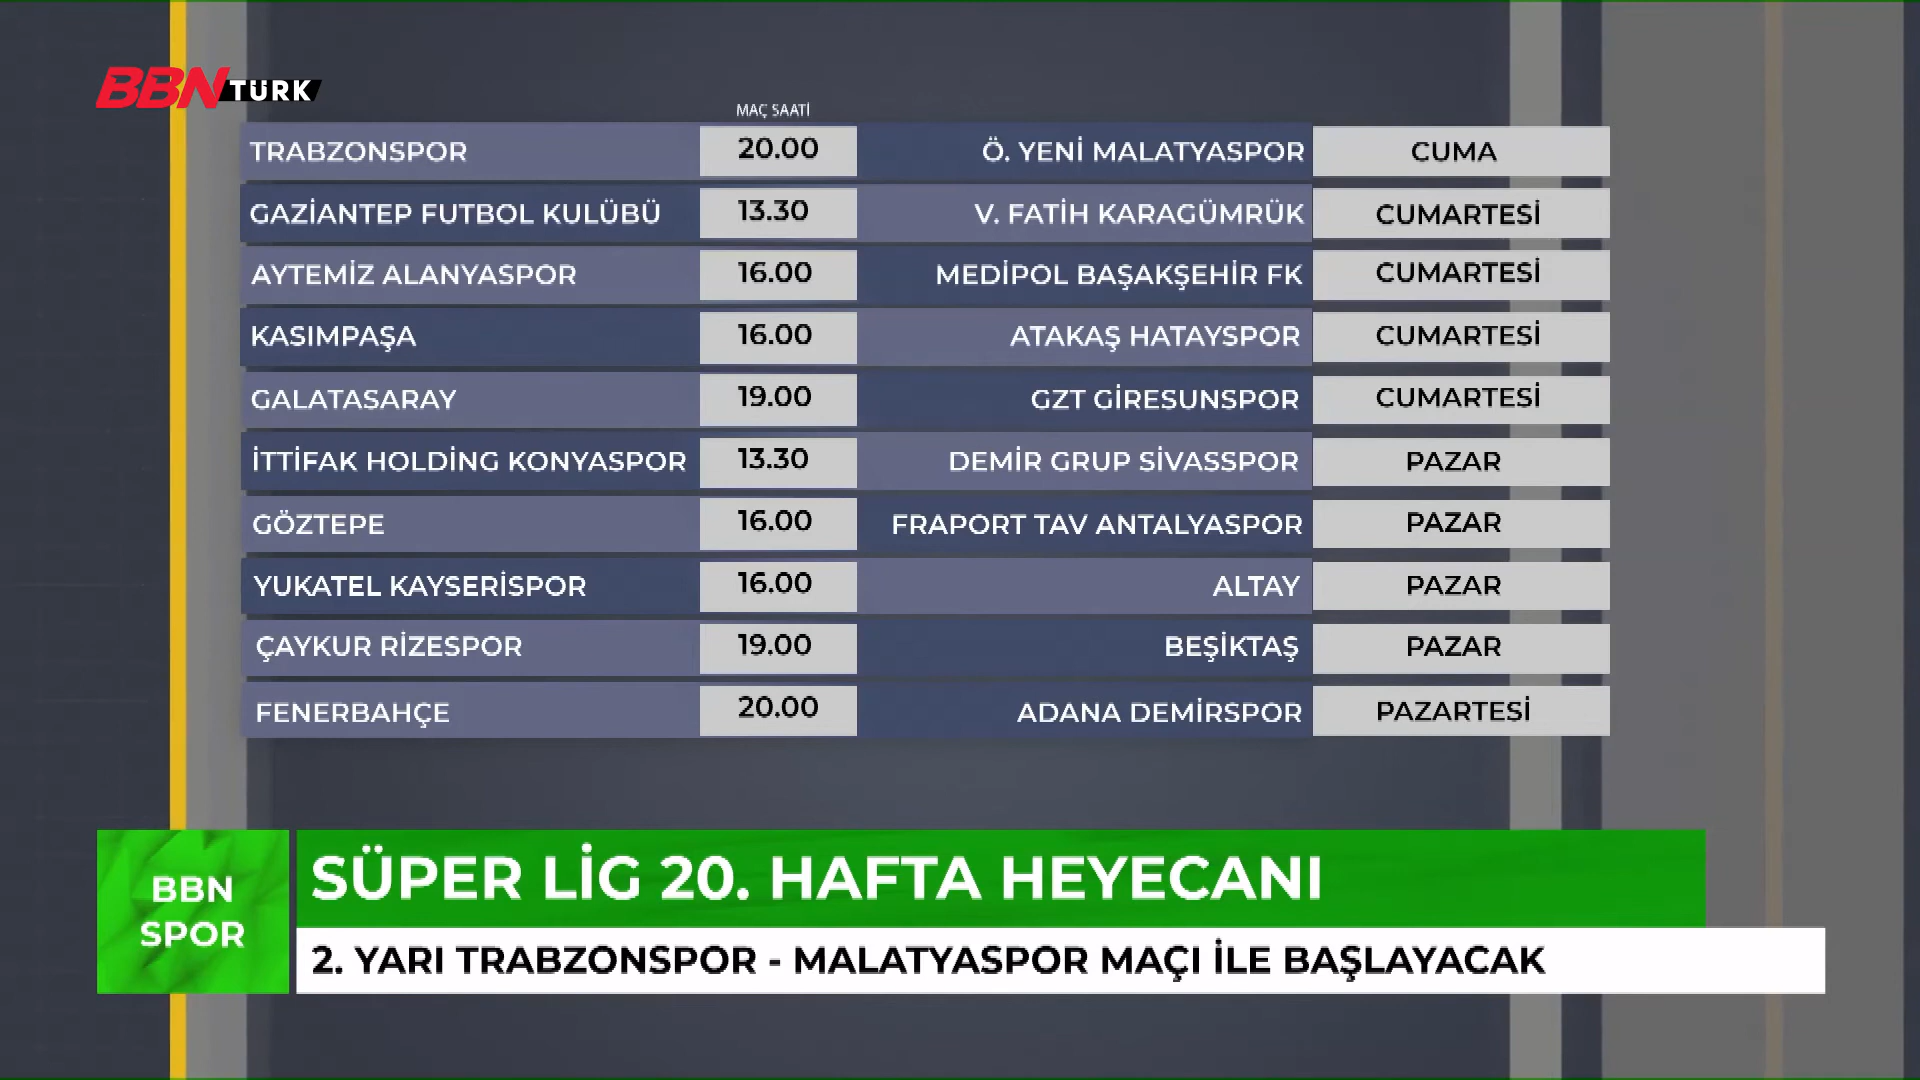 BBN TURK
MAÇ SAATİ
TRABZONSPOR 20.00 Ö. YENİ MALATYASPOR CUMA
GAZİANTEP FUTBOL KULÜBÜ 13.30 V. FATİH KARAGÜMRÜK CUMARTESİ
AYTEMİZ ALANYASPOR 16.00 MEDİPOL BAŞAKŞEHİR FK CUMARTESİ
KASIMPAŞA 16.00 ATAKAŞ HATAYSPOR CUMARTESİ
GALATASARAY 19.00 GZT GİRESUNSPOR CUMARTESİ
İTTİFAK HOLDİNG KONYASPOR 13.30 DEMİR GRUP SİVASSPOR PAZAR
GÖZTEPE 16.00 FRAPORT TAV ANTALYASPOR PAZAR
YUKATEL KAYSERİSPOR 16.00 ALTAY PAZAR
ÇAYKUR RİZESPOR 19.00 BEŞİKTAŞ PAZAR
FENERBAHÇE 20.00 ADANA DEMİRSPOR PAZARTESİ
BBN
SPOR
SÜPER LİG 20. HAFTA HEYECANI
2. YARI TRABZONSPOR - MALATYASPOR MAÇI İLE BAŞLAYACAK